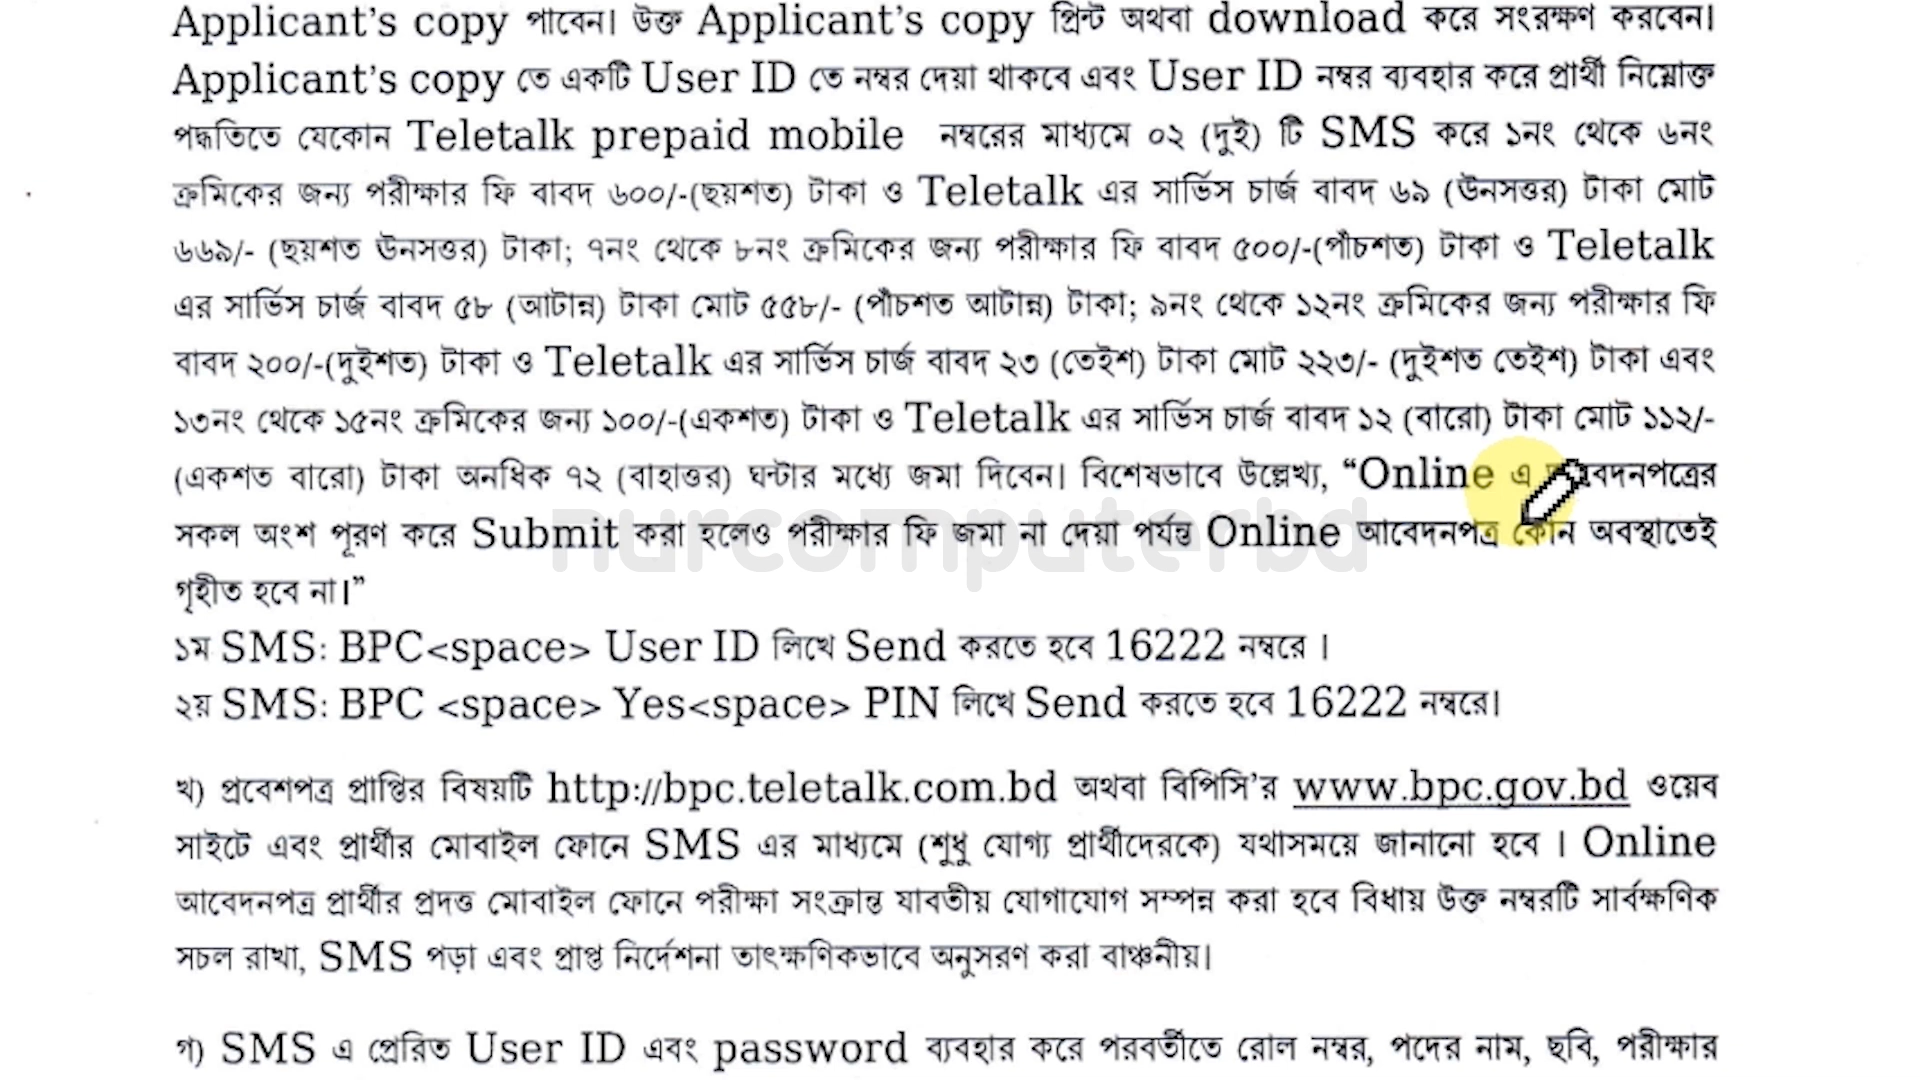 Applicant's copy পাবেন। উক্ত Applicant's copy প্রিন্ট অথবা download করে সংরক্ষণ করবেন।
Applicant's copy তে একটি User ID তে নম্বর দেয়া থাকবে এবং User ID নম্বর ব্যবহার করে প্রার্থী নিম্নোক্ত
পদ্ধতিতে যেকোন Teletalk prepaid mobile নম্বরের মাধ্যমে ০২ (দুই) টি SMS করে ১নং থেকে ৬নং
ক্রমিকের জন্য পরীক্ষার ফি বাবদ ৬০০/-(ছয়শত) টাকা ও Teletalk এর সার্ভিস চার্জ বাবদ ৬৯ (ঊনসত্তর) টাকা মোট
৬৬৯/- (ছয়শত ঊনসত্তর) টাকা; ৭নং থেকে ৮নং ক্রমিকের জন্য পরীক্ষার ফি বাবদ ৫০০/-(পাঁচশত) টাকা ও Teletalk
এর সার্ভিস চার্জ বাবদ ৫৮ (আটান্ন) টাকা মোট ৫৫৮/- (পাঁচশত আটান্ন) টাকা; ৯নং থেকে ১২নং ক্রমিকের জন্য পরীক্ষার ফি
বাবদ ২০০/-(দুইশত) টাকা ও Teletalk এর সার্ভিস চার্জ বাবদ ২৩ (তেইশ) টাকা মোট ২২৩/- (দুইশত তেইশ) টাকা এবং
১৩নং থেকে ১৫নং ক্রমিকের জন্য ১০০/-(একশত) টাকা ও Teletalk এর সার্ভিস চার্জ বাবদ ১২ (বারো) টাকা মোট ১১২/-
(একশত বারো) টাকা অনধিক ৭২ (বাহাত্তর) ঘন্টার মধ্যে জমা দিবেন। বিশেষভাবে উল্লেখ্য, “Online এ আবেদনপত্রের
সকল অংশ পূরণ করে Submit করা হলেও পরীক্ষার ফি জমা না দেয়া পর্যন্ত Online আবেদনপত্র কোন অবস্থাতেই
গৃহীত হবে না।”
nurcomputerbd
১ম SMS: BPC<space> User ID লিখে Send করতে হবে 16222 নম্বরে ।
২য় SMS: BPC <space> Yes<space> PIN লিখে Send করতে হবে 16222 নম্বরে।
খ) প্রবেশপত্র প্রাপ্তির বিষয়টি http://bpc.teletalk.com.bd অথবা বিপিসি'র www.bpc.gov.bd ওয়েব
সাইটে এবং প্রার্থীর মোবাইল ফোনে SMS এর মাধ্যমে (শুধু যোগ্য প্রার্থীদেরকে) যথাসময়ে জানানো হবে । Online
আবেদনপত্র প্রার্থীর প্রদত্ত মোবাইল ফোনে পরীক্ষা সংক্রান্ত যাবতীয় যোগাযোগ সম্পন্ন করা হবে বিধায় উক্ত নম্বরটি সার্বক্ষণিক
সচল রাখা, SMS পড়া এবং প্রাপ্ত নির্দেশনা তাৎক্ষণিকভাবে অনুসরণ করা বাঞ্চনীয়।
গ) SMS এ প্রেরিত User ID এবং password ব্যবহার করে পরবর্তীতে রোল নম্বর, পদের নাম, ছবি, পরীক্ষার